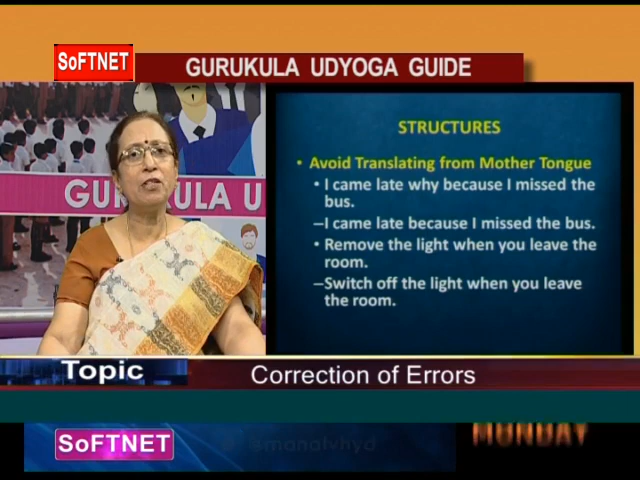 SoFTNET
GURUKULA UDYOGA GUIDE
STRUCTURES
• Avoid Translating from Mother Tongue
• I came late why because I missed the
bus.
–I came late because I missed the bus.
• Remove the light when you leave the
room.
–Switch off the light when you leave
the room.
GURUKULA U
Topic
Correction of Errors
SoFTNET
MUNDAY